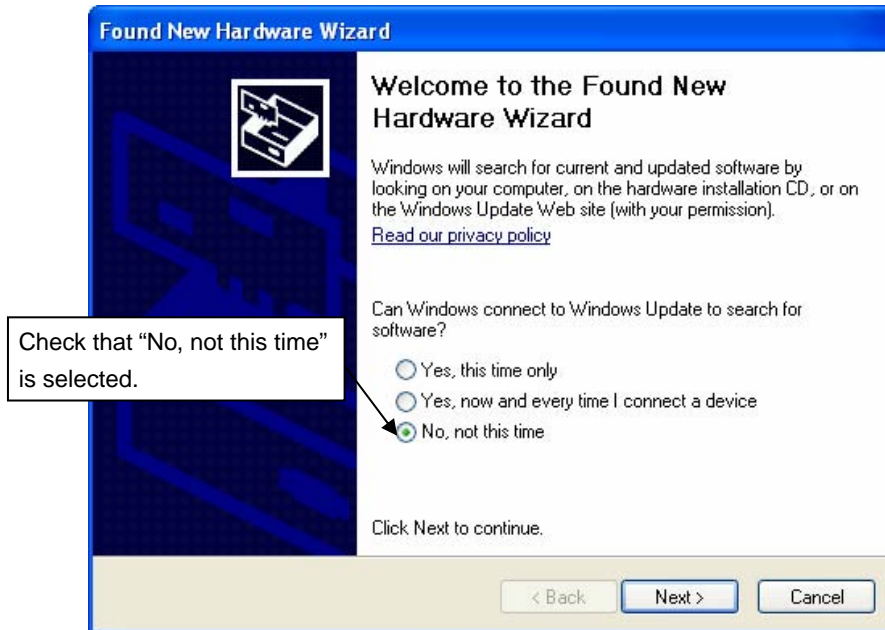 Found New Hardware Wizard
Welcome to the Found New
Hardware Wizard
Windows will search for current and updated software by
looking on your computer, on the hardware installation CD, or on
the Windows Update Web site (with your permission).
Read our privacy policy
Can Windows connect to Windows Update to search for
software?
Check that “No, not this time”
is selected.
Yes, this time only
Yes, now and every time I connect a device
No, not this time
Click Next to continue.
< Back
Next >
Cancel